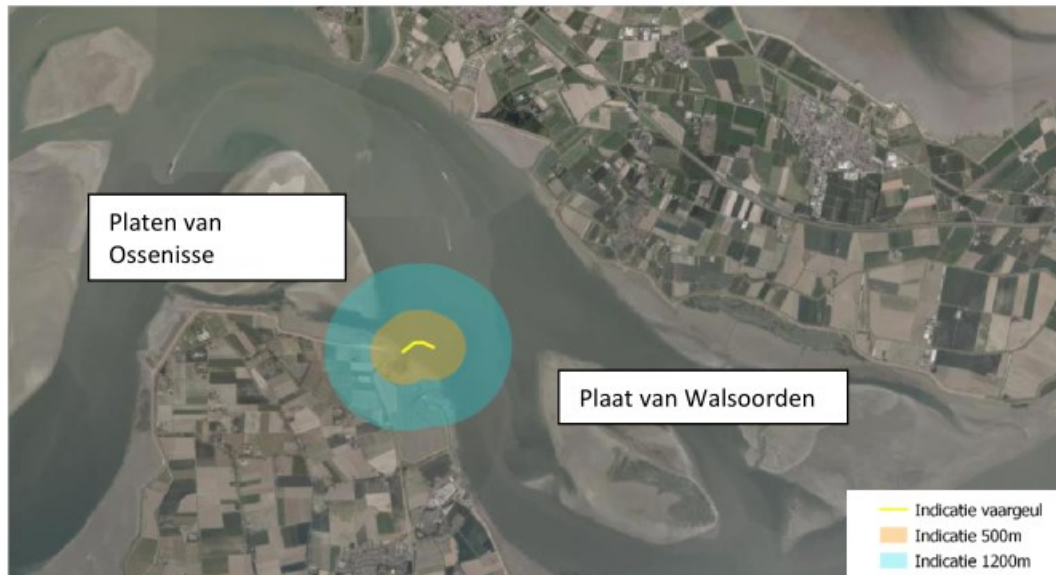 Platen van
Ossenisse
Plaat van Walsoorden
Indicatie vaargeul
Indicatie 500m
Indicatie 1200m